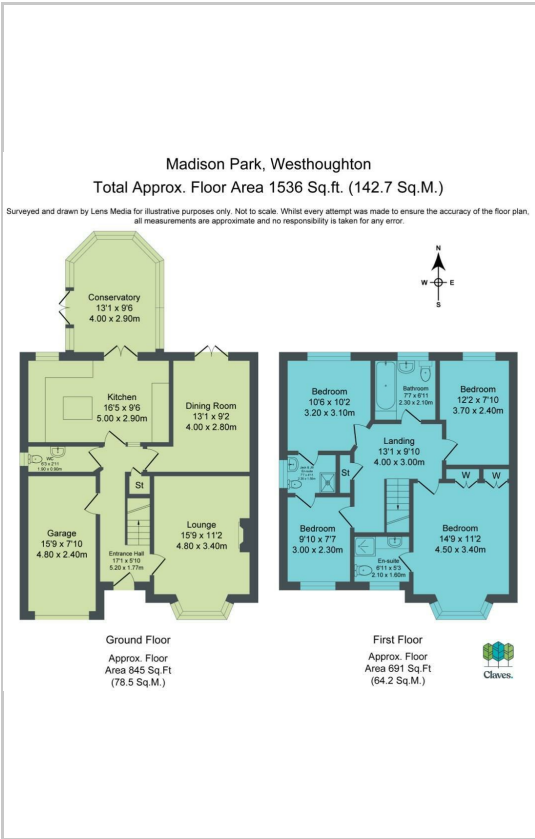 Madison Park, Westhoughton
Total Approx. Floor Area 1536 Sq.ft. (142.7 Sq.M.)
Surveyed and drawn by Lens Media for illustrative purposes only. Not to scale. Whilst every attempt was made to ensure the accuracy of the floor plan,
all measurements are approximate and no responsibility is taken for any error.
N
W E
S
Conservatory
13'1 x 9'6
4.00 x 2.90m
Kitchen
16'5 x 9'6
5.00 x 2.90m
Dining Room
13'1 x 9'2
4.00 x 2.80m
WC
St
Garage
15'9 x 7'10
4.80 x 2.40m
Lounge
15'9 x 11'2
4.80 x 3.40m
Entrance Hall
17'1 x 5'10
5.20 x 1.77m
Ground Floor
Approx. Floor
Area 845 Sq.Ft
(78.5 Sq.M.)
Bedroom
10'6 x 10'2
3.20 x 3.10m
Bathroom
7'7 x 6'11
2.30 x 2.10m
Bedroom
12'2 x 7'10
3.70 x 2.40m
Landing
13'1 x 9'10
4.00 x 3.00m
St
W
W
Bedroom
9'10 x 7'7
3.00 x 2.30m
Bedroom
14'9 x 11'2
4.50 x 3.40m
En-suite
6'11 x 5'3
2.10 x 1.60m
First Floor
Approx. Floor
Area 691 Sq.Ft
(64.2 Sq.M.)
Claves.